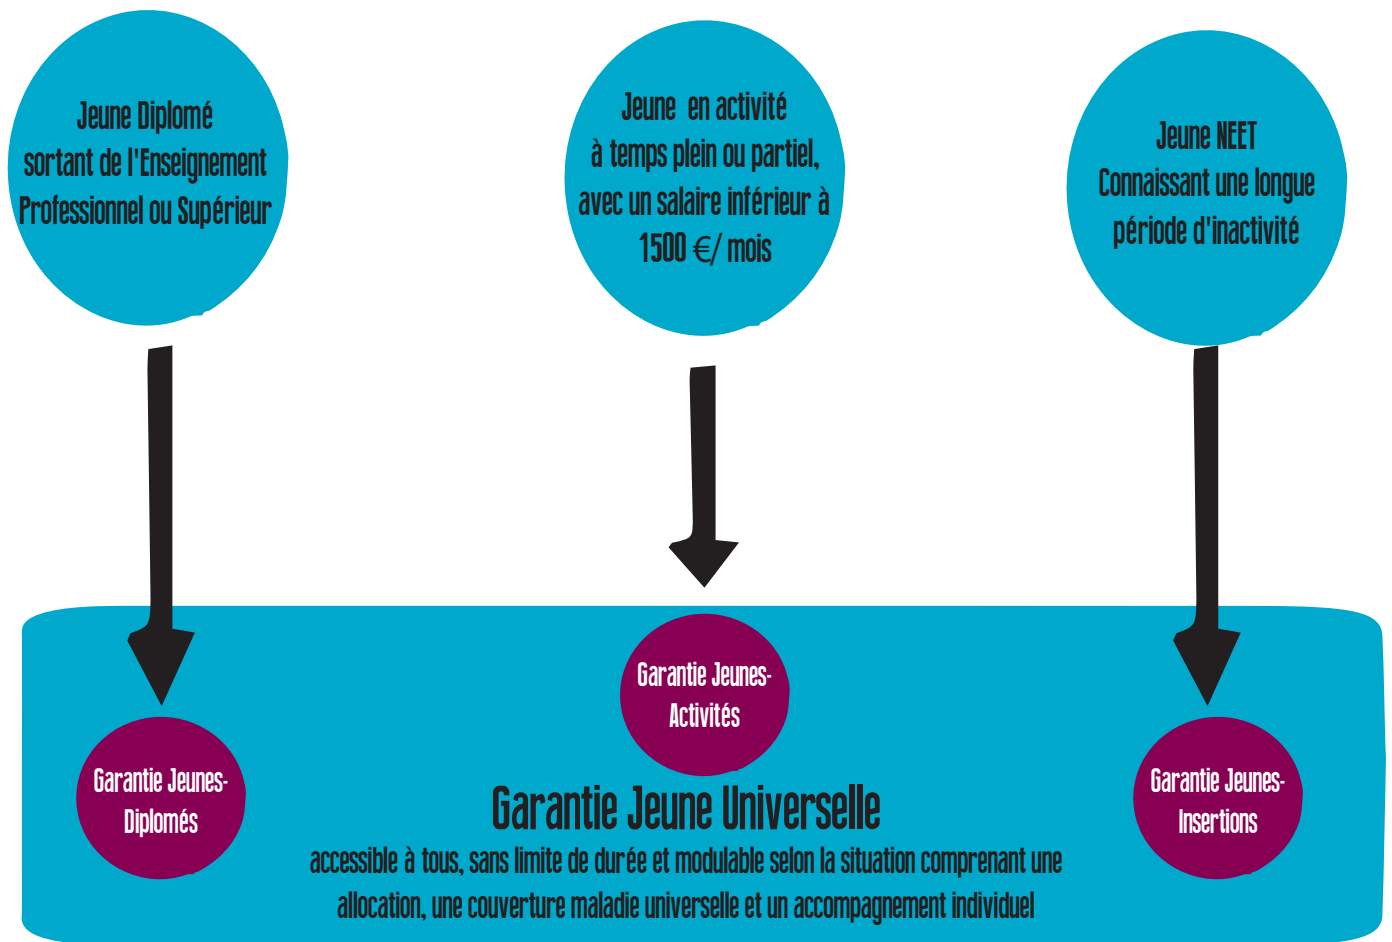 Jeune Diplomé
sortant de l'Enseignement
Professionnel ou Supérieur
Jeune en activité
à temps plein ou partiel,
avec un salaire inférieur à
1500 €/ mois
Jeune NEET
Connaissant une longue
période d'inactivité
Garantie Jeunes-
Diplomés
Garantie Jeunes-
Activités
Garantie Jeunes-
Insertions
Garantie Jeune Universelle
accessible à tous, sans limite de durée et modulable selon la situation comprenant une
allocation, une couverture maladie universelle et un accompagnement individuel